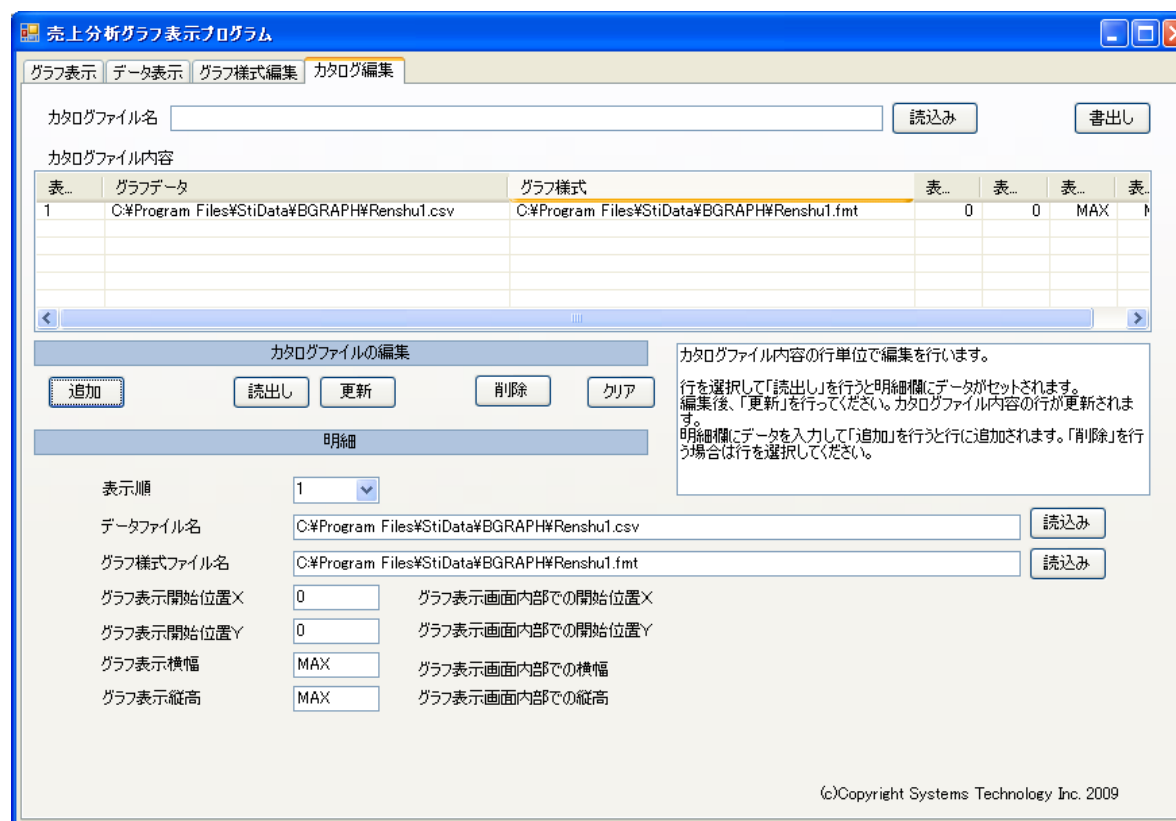 売上分析グラフ表示プログラム
グラフ表示 データ表示 グラフ様式編集 カタログ編集
カタログファイル名 読込み 書出し
カタログファイル内容
表... グラフデータ グラフ様式 表... 表... 表... 表...
1 C:¥Program Files¥StiData¥BGRAPH¥Renshu1.csv C:¥Program Files¥StiData¥BGRAPH¥Renshu1.fmt 0 0 MAX
カタログファイルの編集
追加 読出し 更新 削除 クリア
カタログファイル内容の行単位で編集を行います。
行を選択して「読出し」を行うと明細欄にデータがセットされます。
編集後、「更新」を行ってください。カタログファイル内容の行が更新されま
す。
明細欄にデータを入力して「追加」を行うと行に追加されます。「削除」を行
う場合は行を選択してください。
明細
表示順 1
データファイル名 C:¥Program Files¥StiData¥BGRAPH¥Renshu1.csv 読込み
グラフ様式ファイル名 C:¥Program Files¥StiData¥BGRAPH¥Renshu1.fmt 読込み
グラフ表示開始位置X 0 グラフ表示画面内部での開始位置X
グラフ表示開始位置Y 0 グラフ表示画面内部での開始位置Y
グラフ表示横幅 MAX グラフ表示画面内部での横幅
グラフ表示縦高 MAX グラフ表示画面内部での縦高
(c)Copyright Systems Technology Inc. 2009